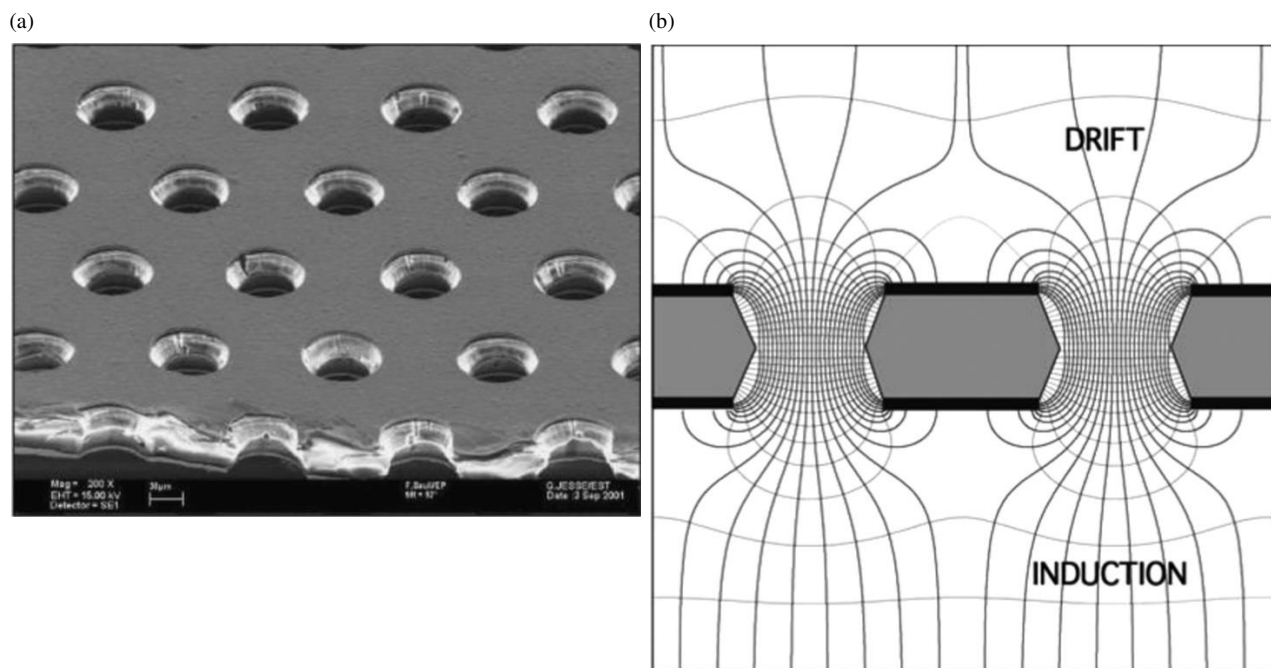 (a)
(b)
DRIFT
INDUCTION
Mag = 200 X
EHT = 15.00 kV
Detector = SE1
30µm
Date :3 Sep 2001